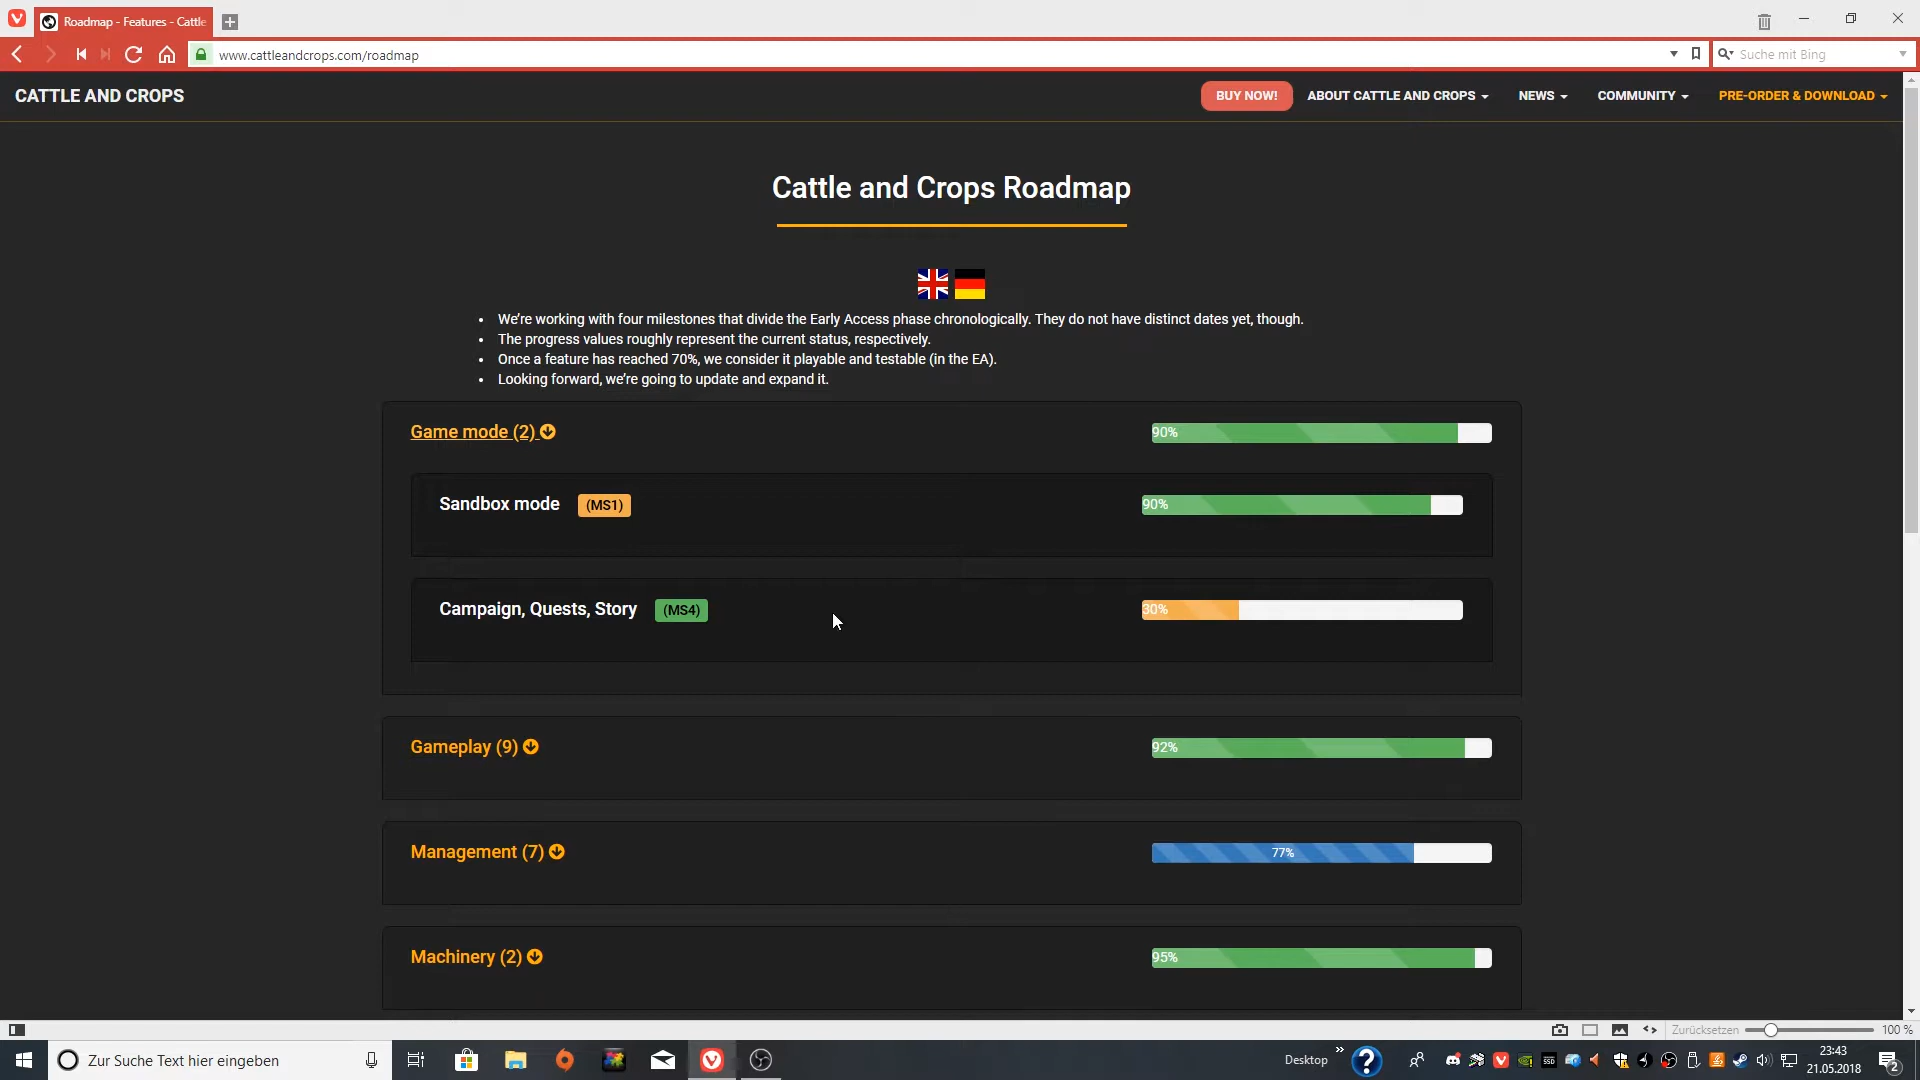 Roadmap - Features - Cattle
www.cattleandcrops.com/roadmap
Suche mit Bing
CATTLE AND CROPS
BUY NOW!
ABOUT CATTLE AND CROPS
NEWS
COMMUNITY
PRE-ORDER & DOWNLOAD
Cattle and Crops Roadmap
• We're working with four milestones that divide the Early Access phase chronologically. They do not have distinct dates yet, though.
• The progress values roughly represent the current status, respectively.
• Once a feature has reached 70%, we consider it playable and testable (in the EA).
• Looking forward, we're going to update and expand it.
Game mode (2)
90%
Sandbox mode (MS1)
90%
Campaign, Quests, Story (MS4)
30%
Gameplay (9)
92%
Management (7)
77%
Machinery (2)
95%
Zurücksetzen
100 %
Zur Suche Text hier eingeben
Desktop
SSD
23:43
21.05.2018
2